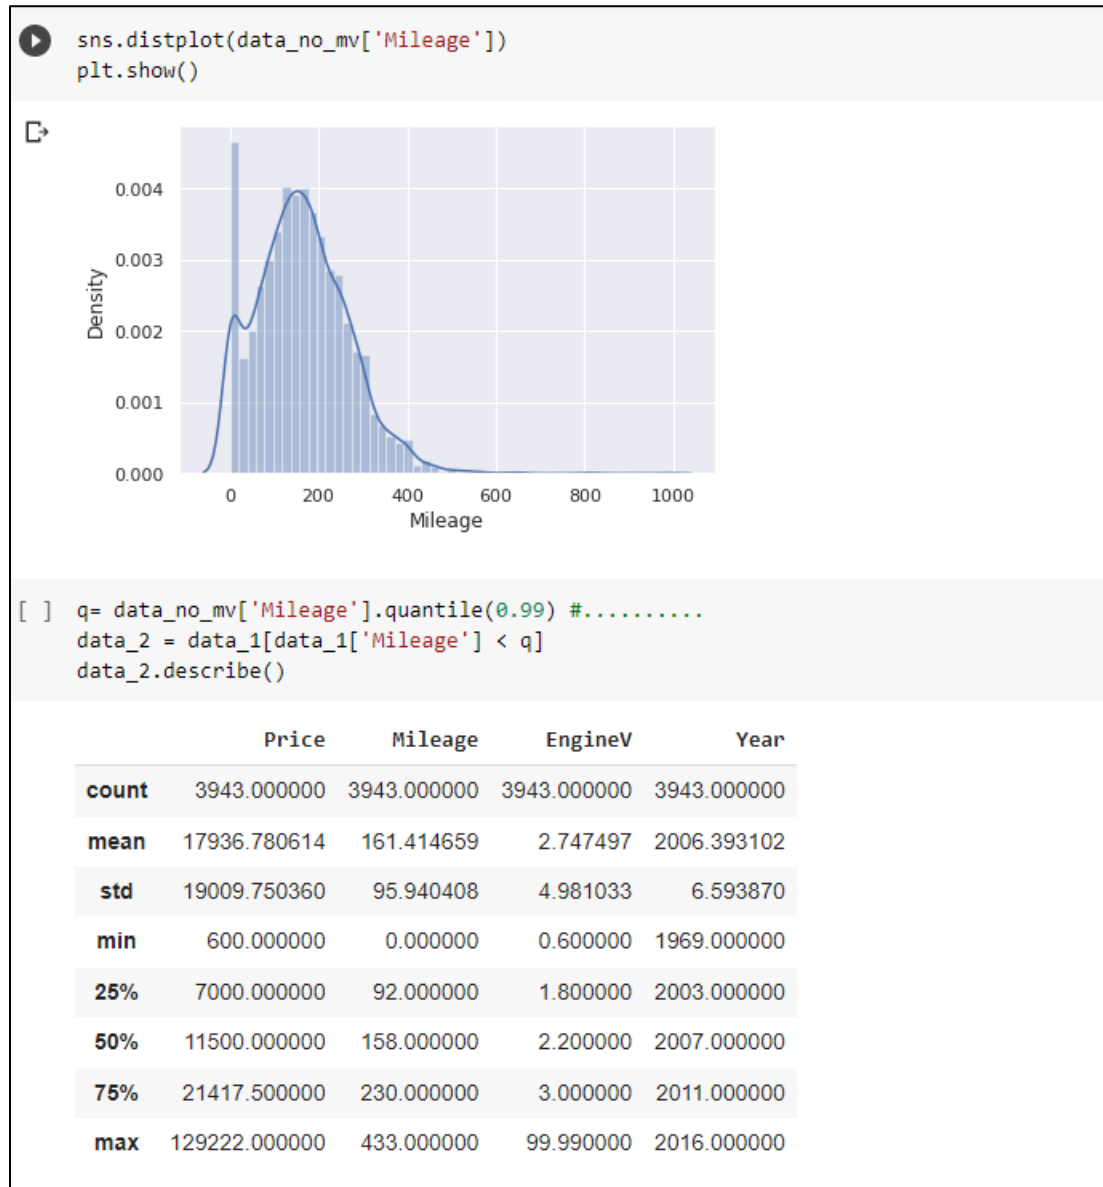 sns.distplot(data_no_mv['Mileage'])
plt.show()
0.004
0.003
0.002
0.001
0.000
Density
0 200 400 600 800 1000
Mileage
[ ] q= data_no_mv['Mileage'].quantile(0.99) #..........
data_2 = data_1[data_1['Mileage'] < q]
data_2.describe()
Price Mileage EngineV Year
count 3943.000000 3943.000000 3943.000000 3943.000000
mean 17936.780614 161.414659 2.747497 2006.393102
std 19009.750360 95.940408 4.981033 6.593870
min 600.000000 0.000000 0.600000 1969.000000
25% 7000.000000 92.000000 1.800000 2003.000000
50% 11500.000000 158.000000 2.200000 2007.000000
75% 21417.500000 230.000000 3.000000 2011.000000
max 129222.000000 433.000000 99.990000 2016.000000